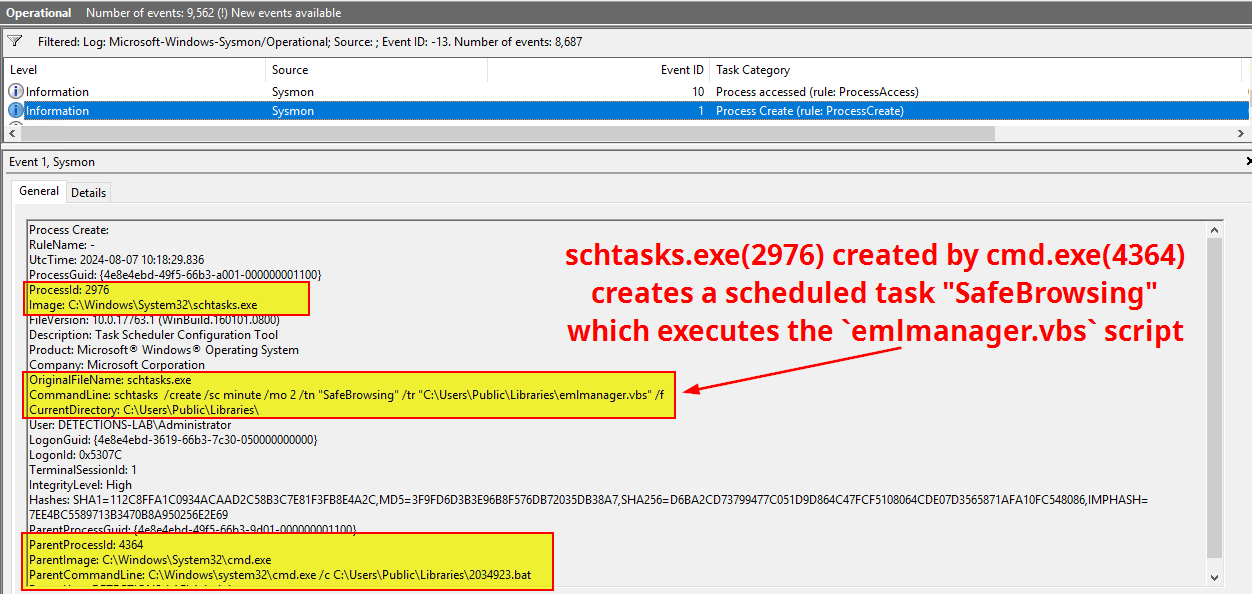 Operational Number of events: 9,562 (!) New events available
Filtered: Log: Microsoft-Windows-Sysmon/Operational; Source: ; Event ID: -13. Number of events: 8,687
Level Source Event ID Task Category
Information Sysmon 10 Process accessed (rule: ProcessAccess)
Information Sysmon 1 Process Create (rule: ProcessCreate)
Event 1, Sysmon
General Details
Process Create:
RuleName: -
UtcTime: 2024-08-07 10:18:29.836
ProcessGuid: {4e8e4ebd-49f5-66b3-a001-000000001100}
ProcessId: 2976
Image: C:\Windows\System32\schtasks.exe
FileVersion: 10.0.17763.1 (WinBuild.160101.0800)
Description: Task Scheduler Configuration Tool
Product: Microsoft® Windows® Operating System
Company: Microsoft Corporation
OriginalFileName: schtasks.exe
CommandLine: schtasks /create /sc minute /mo 2 /tn "SafeBrowsing" /tr "C:\Users\Public\Libraries\emlmanager.vbs" /f
CurrentDirectory: C:\Users\Public\Libraries\
User: DETECTIONS-LAB\Administrator
LogonGuid: {4e8e4ebd-3619-66b3-7c30-050000000000}
LogonId: 0x5307C
TerminalSessionId: 1
IntegrityLevel: High
Hashes: SHA1=112C8FFA1C0934ACAAD2C58B3C7E81F3FB8E4A2C,MD5=3F9FD6D3B3E96B8F576DB72035DB38A7,SHA256=D6BA2CD73799477C051D9D864C47FCF5108064CDE07D3565871AFA10FC548086,IMPHASH=
7EE4BC5589713B3470B8A950256E2E69
ParentProcessGuid: {4e8e4ebd-49f5-66b3-9d01-000000001100}
ParentProcessId: 4364
ParentImage: C:\Windows\System32\cmd.exe
ParentCommandLine: C:\Windows\system32\cmd.exe /c C:\Users\Public\Libraries\2034923.bat
schtasks.exe(2976) created by cmd.exe(4364)
creates a scheduled task "SafeBrowsing"
which executes the `emlmanager.vbs` script